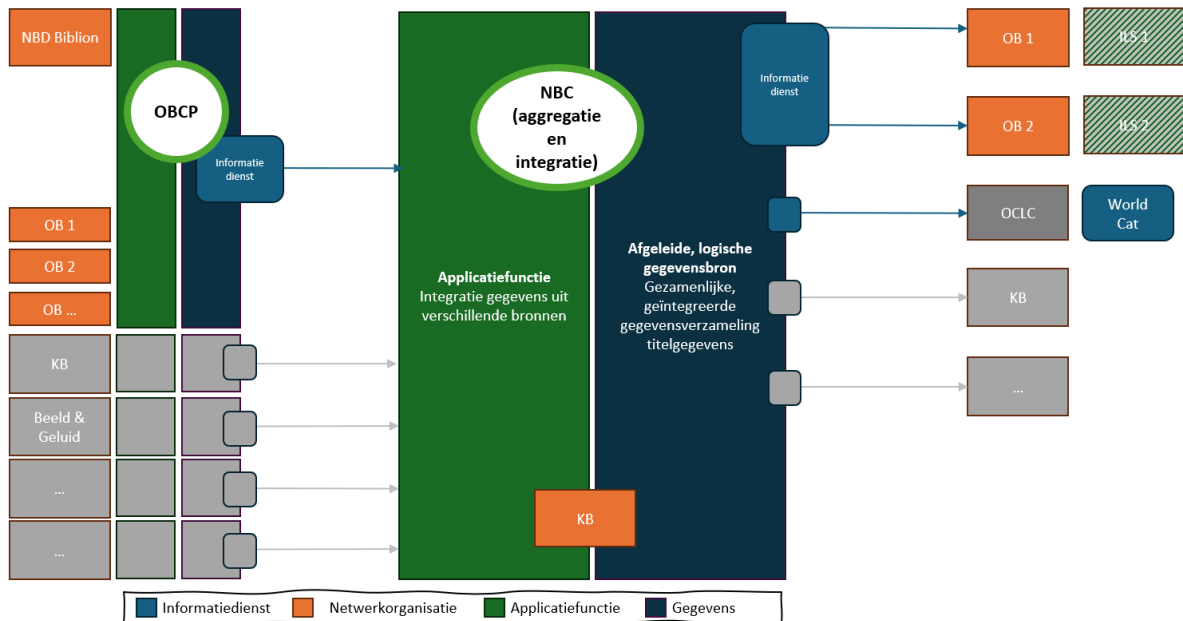 NBD Biblion
OBCP
Informatie
dienst
OB 1
OB 2
OB ...
KB
Beeld &
Geluid
...
...
NBC
(aggregatie
en
integratie)
Applicatiefunctie
Integratie gegevens uit
verschillende bronnen
Afgeleide, logische
gegevensbron
Gezamenlijke,
geïntegreerde
gegevensverzameling
titelgegevens
KB
Informatie
dienst
OB 1
ILS 1
OB 2
ILS 2
OCLC
World
Cat
KB
...
Informatiedienst
Netwerkorganisatie
Applicatiefunctie
Gegevens